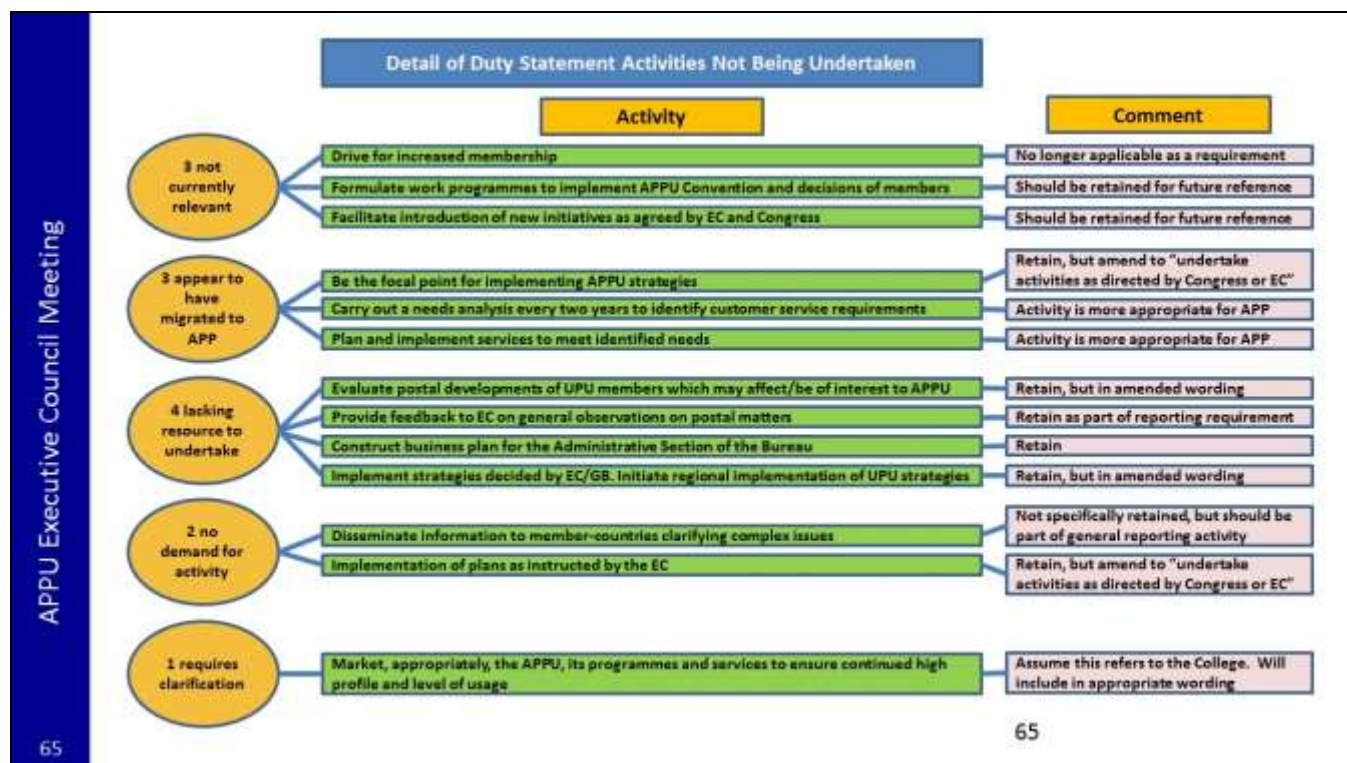 APPU Executive Council Meeting
65
Detail of Duty Statement Activities Not Being Undertaken
Activity
Comment
3 not
currently
relevant
Drive for increased membership
No longer applicable as a requirement
Formulate work programmes to implement APPU Convention and decisions of members
Should be retained for future reference
Facilitate introduction of new initiatives as agreed by EC and Congress
Should be retained for future reference
3 appear to
have
migrated to
APP
Be the focal point for implementing APPU strategies
Retain, but amend to "undertake
activities as directed by Congress or EC"
Carry out a needs analysis every two years to identify customer service requirements
Activity is more appropriate for APP
Plan and implement services to meet identified needs
Activity is more appropriate for APP
4 lacking
resource to
undertake
Evaluate postal developments of UPU members which may affect/be of interest to APPU
Retain, but in amended wording
Provide feedback to EC on general observations on postal matters
Retain as part of reporting requirement
Construct business plan for the Administrative Section of the Bureau
Retain
Implement strategies decided by EC/GB. Initiate regional implementation of UPU strategies
Retain, but in amended wording
2 no
demand for
activity
Disseminate information to member-countries clarifying complex issues
Not specifically retained, but should be
part of general reporting activity
Implementation of plans as instructed by the EC
Retain, but amend to "undertake
activities as directed by Congress or EC"
1 requires
clarification
Market, appropriately, the APPU, its programmes and services to ensure continued high
profile and level of usage
Assume this refers to the College. Will
include in appropriate wording
65